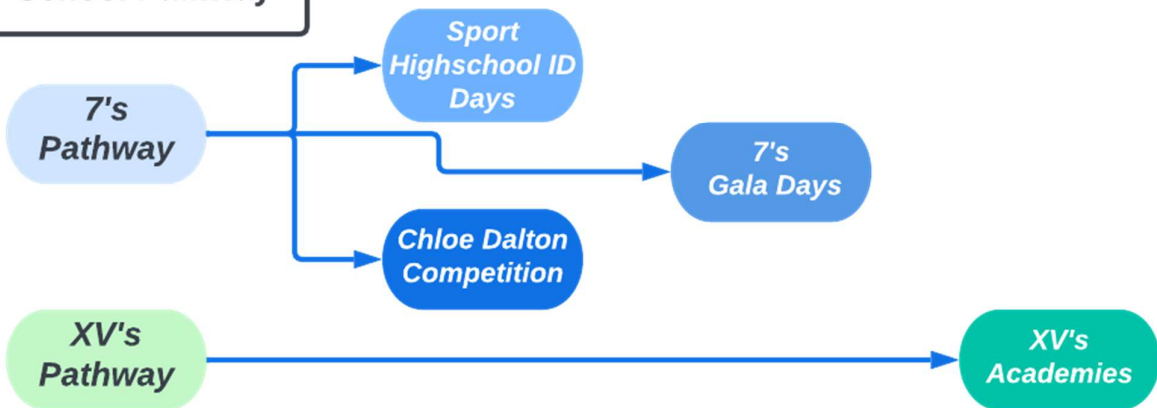 Sport
Highschool ID
Days
7's
Pathway
7's
Gala Days
Chloe Dalton
Competition
XV's
Pathway
XV's
Academies